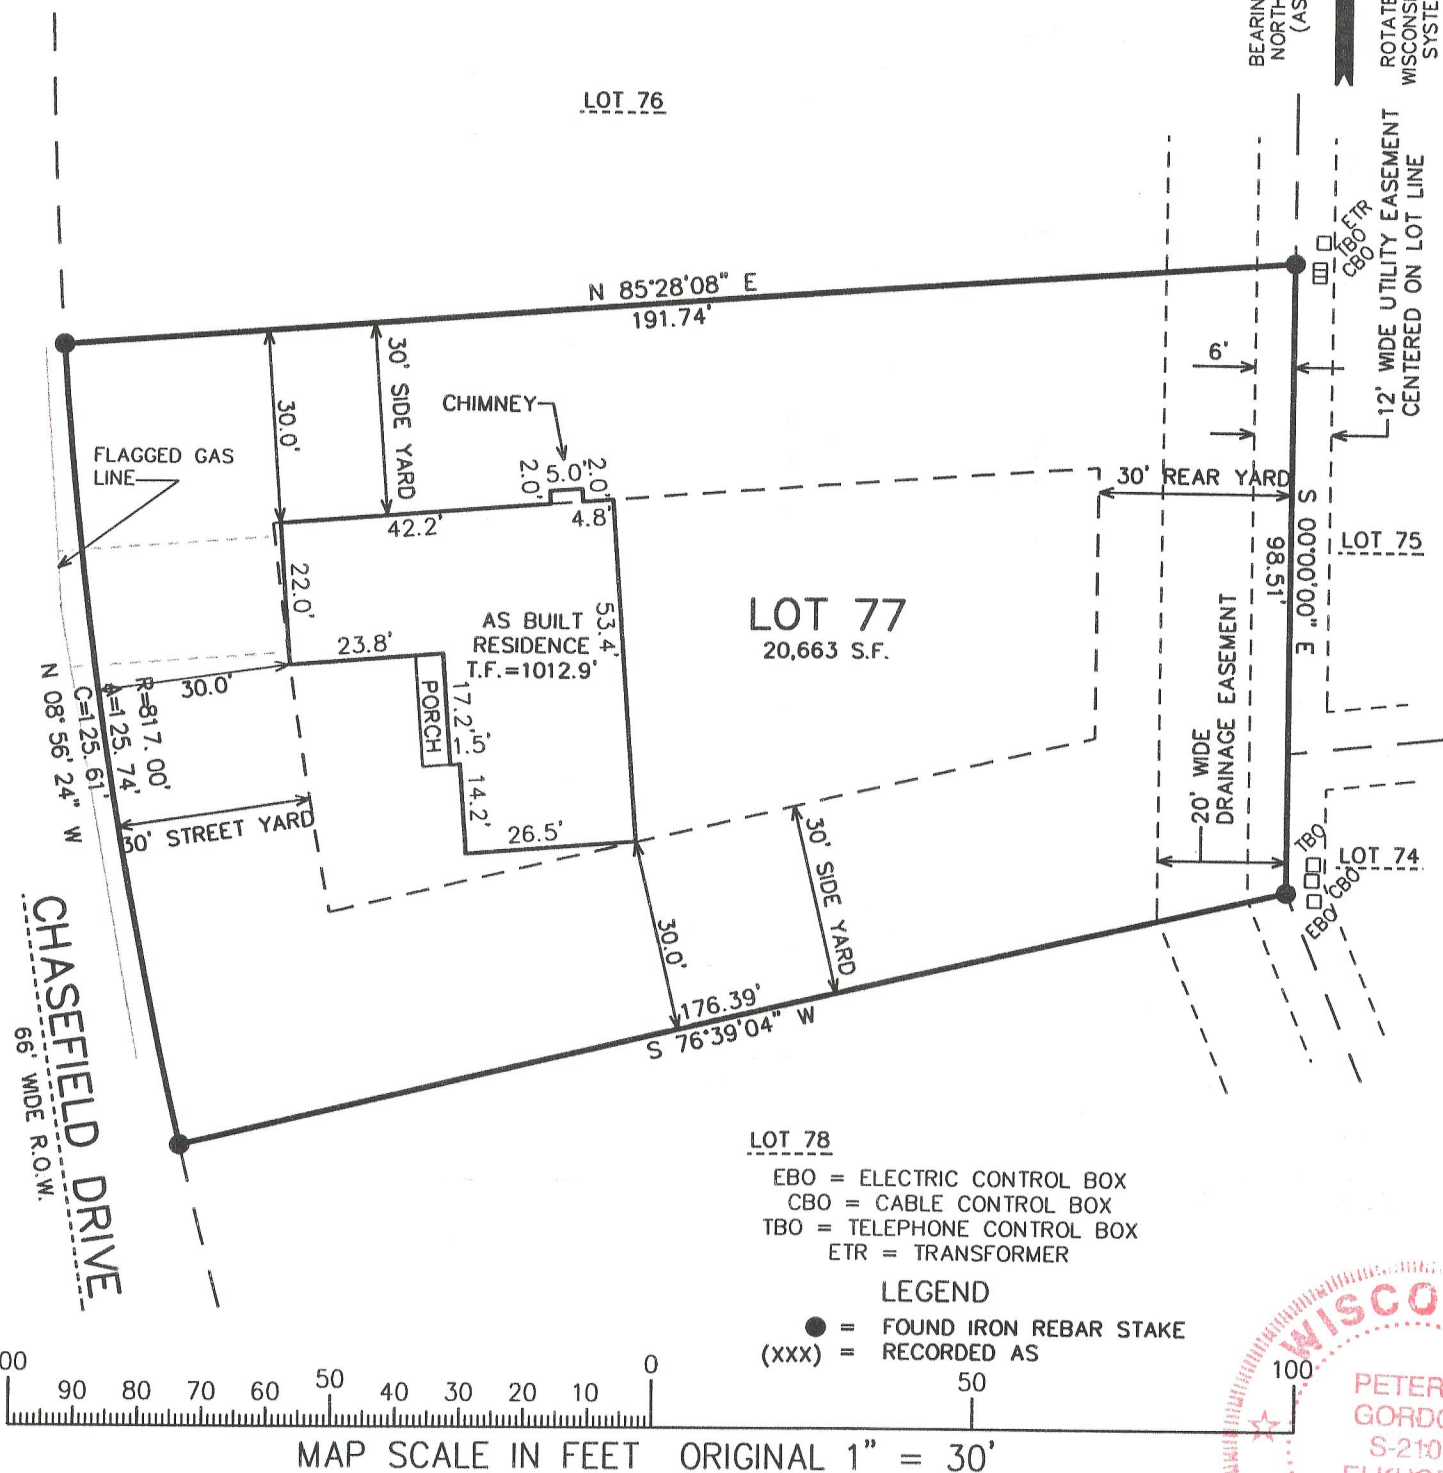 BEARIN
NORTH
(AS
ROTATE
WISCONSI
SYSTE
LOT 76
12' WIDE UTILITY EASEMENT
CENTERED ON LOT LINE
ETR
TBO
CBO
N 85°28'08" E
191.74'
6'
30.0'
30' SIDE YARD
CHIMNEY
FLAGGED GAS
LINE
2.0'
5.0'
2.0'
42.2'
4.8'
30' REAR YARD
S 00°00'00" E
98.51'
LOT 75
22.0'
53.4'
AS BUILT
RESIDENCE
T.F.=1012.9'
LOT 77
20,663 S.F.
23.8'
30.0'
PORCH
17.2'
1.5'
14.2'
26.5'
R=817.00'
A=125.74'
C=125.61'
N 08°56'24" W
30' STREET YARD
20' WIDE
DRAINAGE EASEMENT
30' SIDE YARD
30.0'
TBO
CBO
EBO
LOT 74
176.39'
S 76°39'04" W
CHASEFIELD DRIVE
66' WIDE R.O.W.
LOT 78
EBO = ELECTRIC CONTROL BOX
CBO = CABLE CONTROL BOX
TBO = TELEPHONE CONTROL BOX
ETR = TRANSFORMER
LEGEND
● = FOUND IRON REBAR STAKE
(XXX) = RECORDED AS
00 90 80 70 60 50 40 30 20 10 0 50 100
MAP SCALE IN FEET ORIGINAL 1" = 30'
WISCO
PETER
GORDO
S-210